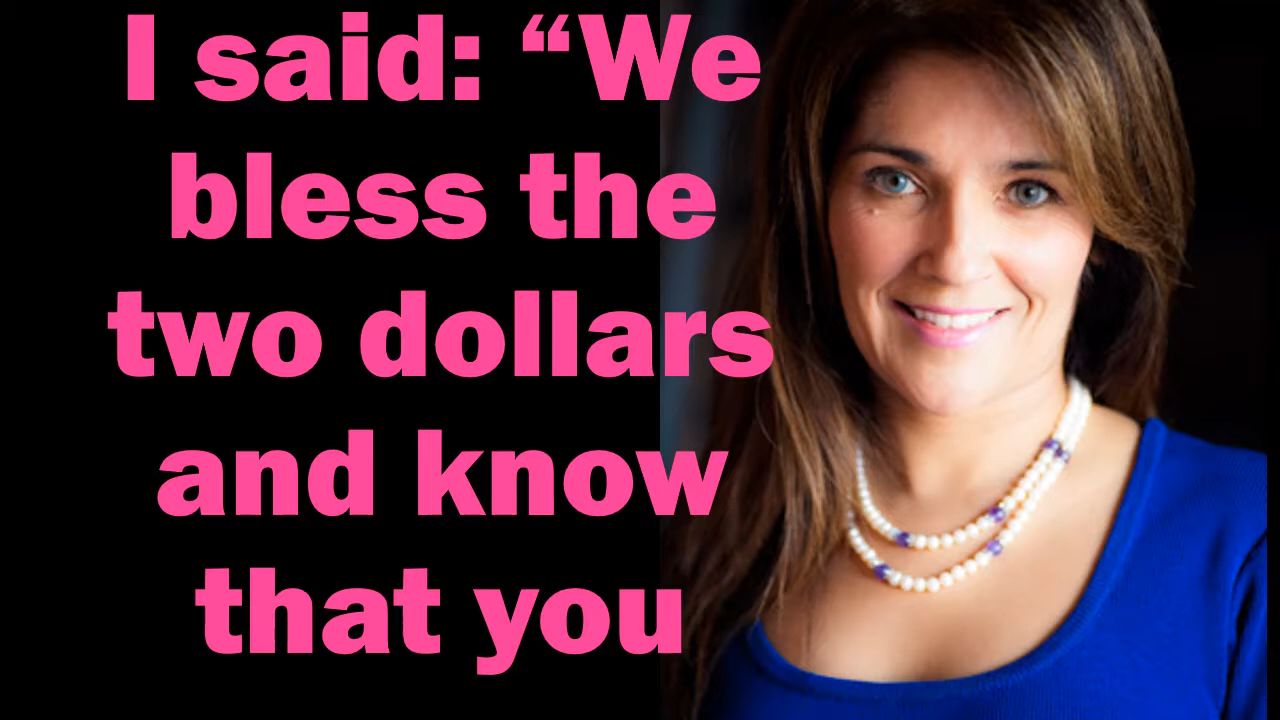 I said: “We
bless the
two dollars
and know
that you